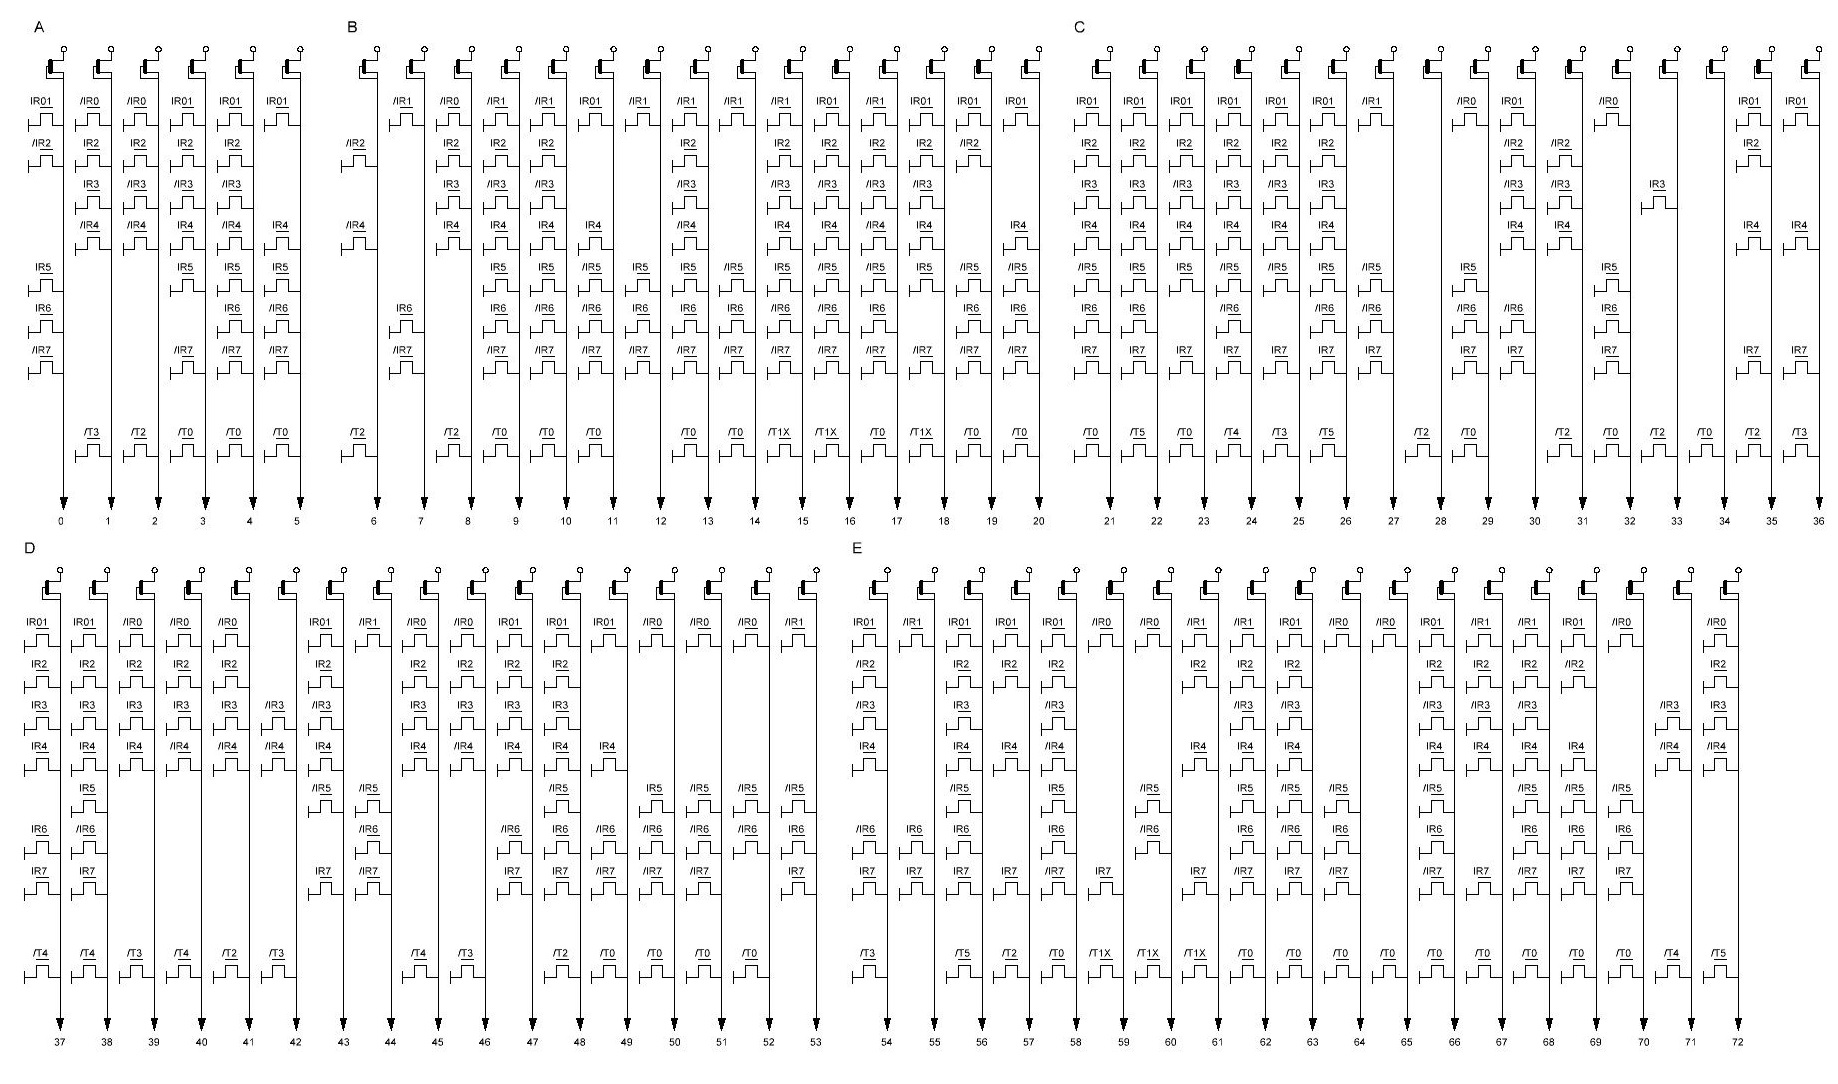 A B C
IR01 /IR0 /IR0 IR01 IR01 IR01 /IR1 /IR0 /IR1 /IR1 IR01 /IR1 /IR1 /IR1 /IR1 IR01 /IR1 IR01 IR01 IR01 IR01 IR01 IR01 IR01 IR01 IR01 /IR1 /IR0 IR01 /IR0 IR01 IR01
/IR2 IR2 IR2 IR2 IR2 /IR2 IR2 IR2 IR2 IR2 IR2 IR2 IR2 IR2 /IR2 IR2 IR2 IR2 IR2 IR2 IR2 /IR2 /IR2 IR2
IR3 /IR3 /IR3 /IR3 IR3 /IR3 /IR3 /IR3 /IR3 /IR3 /IR3 /IR3 IR3 IR3 /IR3 /IR3 /IR3 IR3 /IR3 /IR3 IR3
/IR4 /IR4 IR4 IR4 IR4 /IR4 IR4 IR4 IR4 IR4 /IR4 IR4 IR4 /IR4 /IR4 IR4 IR4 IR4 IR4 IR4 IR4 IR4 IR4 IR4 IR4 IR4
IR5 IR5 IR5 IR5 IR5 IR5 /IR5 IR5 IR5 /IR5 IR5 /IR5 IR5 IR5 /IR5 /IR5 /IR5 /IR5 IR5 /IR5 /IR5 IR5 /IR5 IR5 IR5
IR6 IR6 /IR6 IR6 IR6 /IR6 /IR6 IR6 /IR6 /IR6 /IR6 /IR6 IR6 /IR6 IR6 IR6 IR6 /IR6 /IR6 /IR6 /IR6 /IR6 IR6
/IR7 /IR7 /IR7 /IR7 /IR7 /IR7 /IR7 /IR7 /IR7 /IR7 /IR7 /IR7 /IR7 /IR7 /IR7 /IR7 /IR7 IR7 IR7 IR7 IR7 IR7 IR7 IR7 IR7 IR7 IR7 IR7 IR7
/T3 /T2 /T0 /T0 /T0 /T2 /T2 /T0 /T0 /T0 /T0 /T0 /T1X /T1X /T0 /T1X /T0 /T0 /T0 /T5 /T0 /T4 /T3 /T5 /T2 /T0 /T2 /T0 /T2 /T0 /T2 /T3
0 1 2 3 4 5 6 7 8 9 10 11 12 13 14 15 16 17 18 19 20 21 22 23 24 25 26 27 28 29 30 31 32 33 34 35 36
D E
IR01 IR01 /IR0 /IR0 /IR0 IR01 /IR1 /IR0 /IR0 IR01 /IR0 IR01 /IR0 /IR0 /IR0 /IR1 IR01 /IR1 IR01 IR01 IR01 /IR0 /IR0 /IR1 /IR1 IR01 /IR0 /IR0 IR01 /IR1 /IR1 IR01 /IR0 /IR0
IR2 IR2 IR2 IR2 IR2 IR2 IR2 IR2 IR2 IR2 /IR2 IR2 IR2 IR2 IR2 IR2 IR2 IR2 IR2 IR2 /IR2 IR2
/IR3 IR3 IR3 IR3 IR3 /IR3 /IR3 IR3 IR3 IR3 IR3 /IR3 IR3 /IR3 /IR3 /IR3 /IR3 /IR3 /IR3 /IR3 IR3
IR4 IR4 IR4 /IR4 /IR4 /IR4 IR4 IR4 /IR4 IR4 IR4 IR4 IR4 IR4 IR4 /IR4 IR4 IR4 IR4 IR4 IR4 IR4 IR4 /IR4 /IR4
IR5 /IR5 /IR5 /IR5 IR5 /IR5 /IR5 /IR5 /IR5 IR5 /IR5 IR5 /IR5 /IR5 /IR5 /IR5 /IR5 /IR5
IR6 /IR6 /IR6 /IR6 IR6 /IR6 IR6 /IR6 /IR6 IR6 /IR6 IR6 IR6 IR6 /IR6 IR6 /IR6 IR6 IR6 IR6 /IR6 IR6
IR7 IR7 IR7 /IR7 IR7 IR7 /IR7 IR7 /IR7 IR7 IR7 IR7 IR7 IR7 /IR7 IR7 IR7 /IR7 IR7 /IR7 /IR7 IR7 /IR7 IR7 IR7
/T4 /T4 /T3 /T4 /T2 /T3 /T4 /T3 /T2 /T0 /T0 /T0 /T0 /T3 /T5 /T2 /T0 /T1X /T1X /T1X /T0 /T0 /T0 /T0 /T0 /T0 /T0 /T0 /T0 /T4 /T5
37 38 39 40 41 42 43 44 45 46 47 48 49 50 51 52 53 54 55 56 57 58 59 60 61 62 63 64 65 66 67 68 69 70 71 72